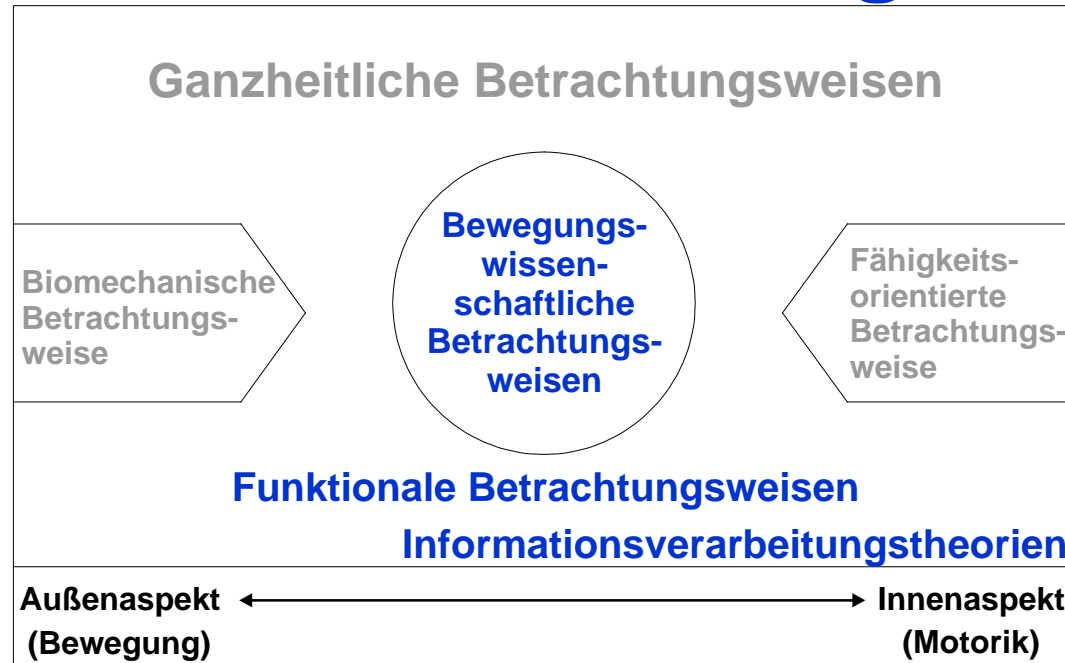 Ganzheitliche Betrachtungsweisen
Bewegungs-
wissen-
schaftliche
Betrachtungs-
weisen
Biomechanische
Betrachtungs-
weise
Fähigkeits-
orientierte
Betrachtungs-
weise
Funktionale Betrachtungsweisen
Informationsverarbeitungstheorien
Außenaspekt
(Bewegung)
Innenaspekt
(Motorik)